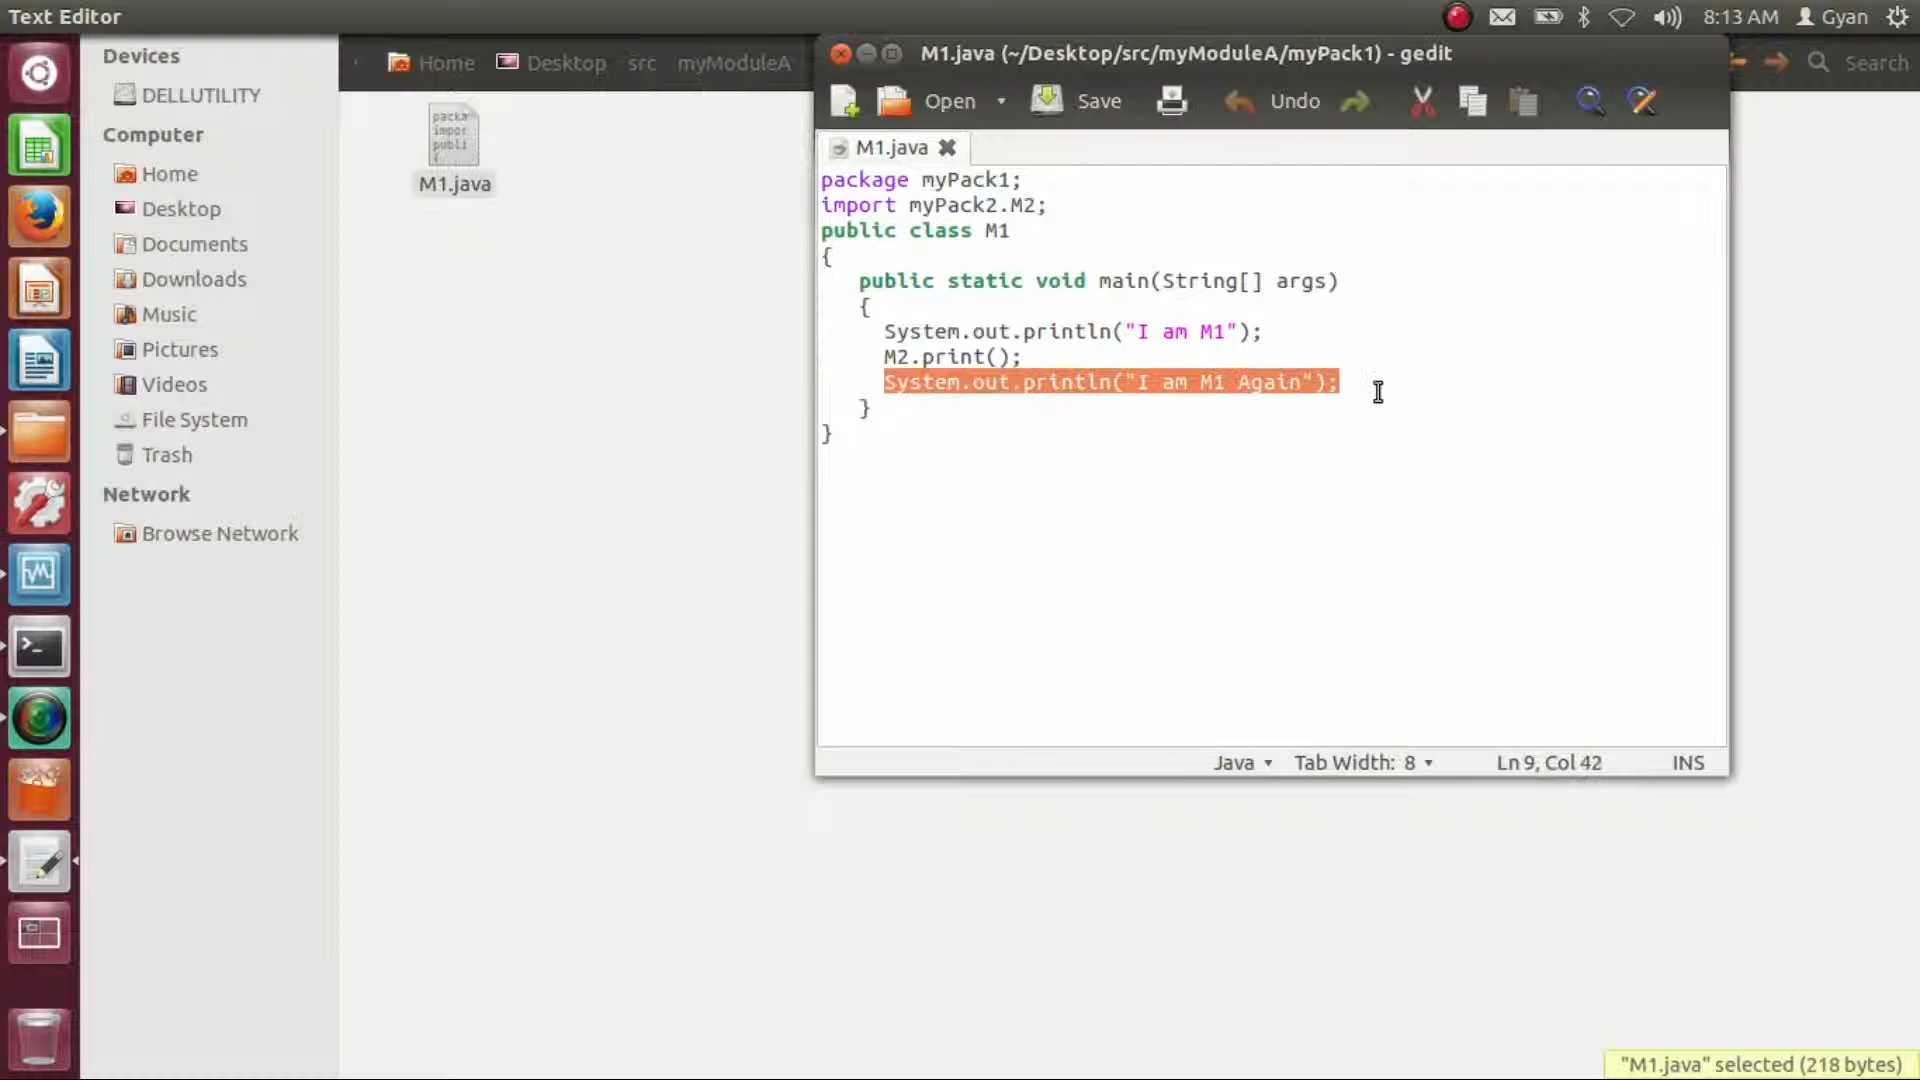 Text Editor
8:13 AM
Gyan
Devices
DELLUTILITY
Computer
Home
Desktop
Documents
Downloads
Music
Pictures
Videos
File System
Trash
Network
Browse Network
Home
Desktop
src
myModuleA
Search
packa
impor
publi
{
M1.java
M1.java (~/Desktop/src/myModuleA/myPack1) - gedit
Open
Save
Undo
M1.java
package myPack1;
import myPack2.M2;
public class M1
{
public static void main(String[] args)
{
System.out.println("I am M1");
M2.print();
System.out.println("I am M1 Again");
}
}
Java
Tab Width: 8
Ln 9, Col 42
INS
"M1.java" selected (218 bytes)